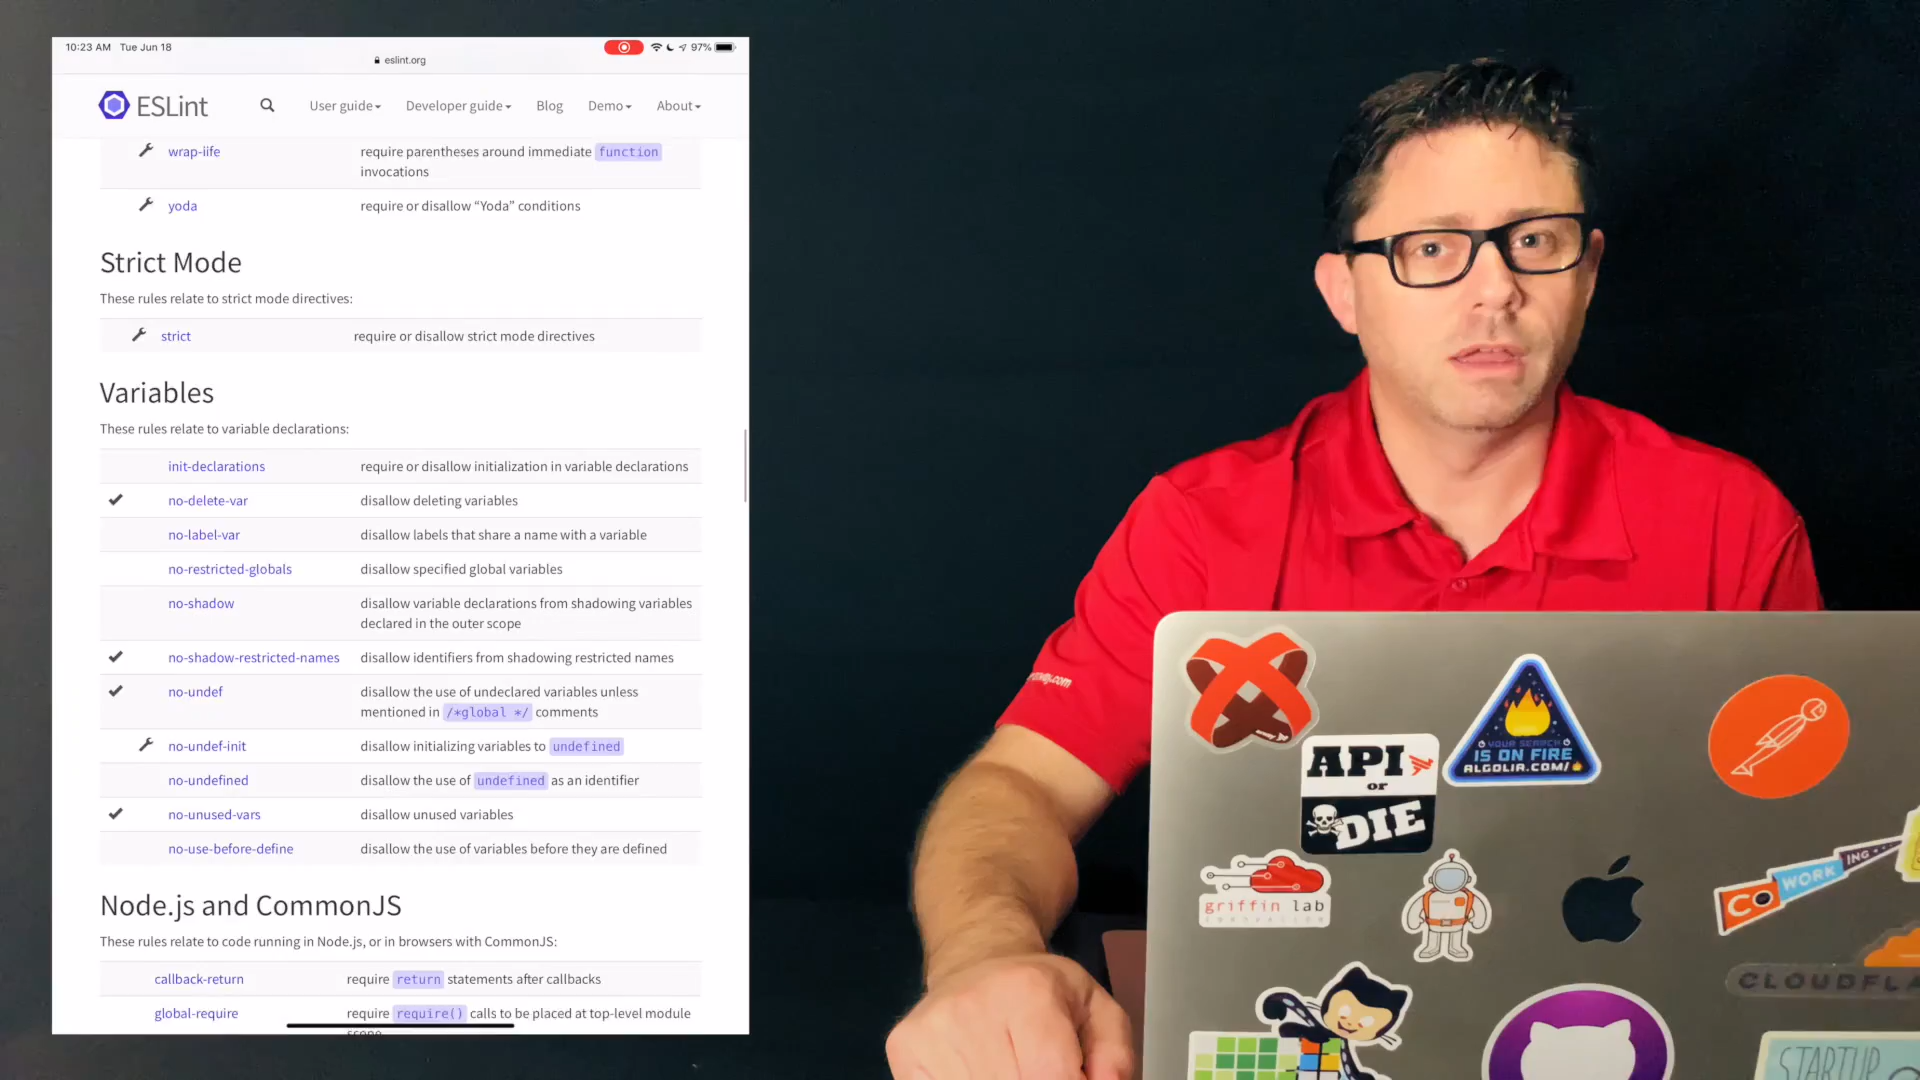 10:23 AM Tue Jun 18
97%
eslint.org
ESLint
User guide
Developer guide
Blog
Demo
About
wrap-iife
require parentheses around immediate function
invocations
yoda
require or disallow “Yoda” conditions
Strict Mode
These rules relate to strict mode directives:
strict
require or disallow strict mode directives
Variables
These rules relate to variable declarations:
init-declarations
require or disallow initialization in variable declarations
no-delete-var
disallow deleting variables
no-label-var
disallow labels that share a name with a variable
no-restricted-globals
disallow specified global variables
no-shadow
disallow variable declarations from shadowing variables
declared in the outer scope
no-shadow-restricted-names
disallow identifiers from shadowing restricted names
no-undef
disallow the use of undeclared variables unless
mentioned in /*global */ comments
no-undef-init
disallow initializing variables to undefined
no-undefined
disallow the use of undefined as an identifier
no-unused-vars
disallow unused variables
no-use-before-define
disallow the use of variables before they are defined
Node.js and CommonJS
These rules relate to code running in Node.js, or in browsers with CommonJS:
callback-return
require return statements after callbacks
global-require
require require() calls to be placed at top-level module
API
or
DIE
YOUR SEARCH
IS ON FIRE
ALGOLIA.COM/
griffin lab
CO
WORK
ING
CLOUDFLA
STARTUP